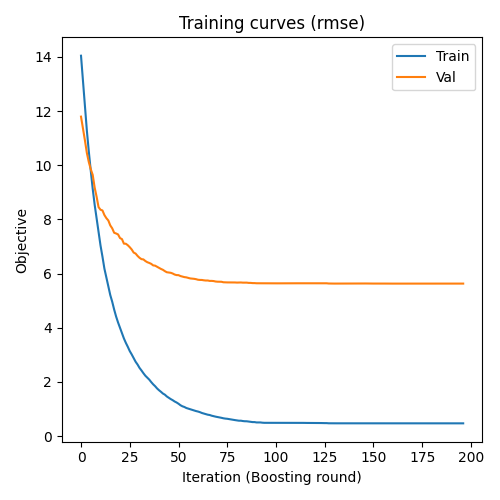 Training curves (rmse)
Train
Val
Objective
14
12
10
8
6
4
2
0
0 25 50 75 100 125 150 175 200
Iteration (Boosting round)